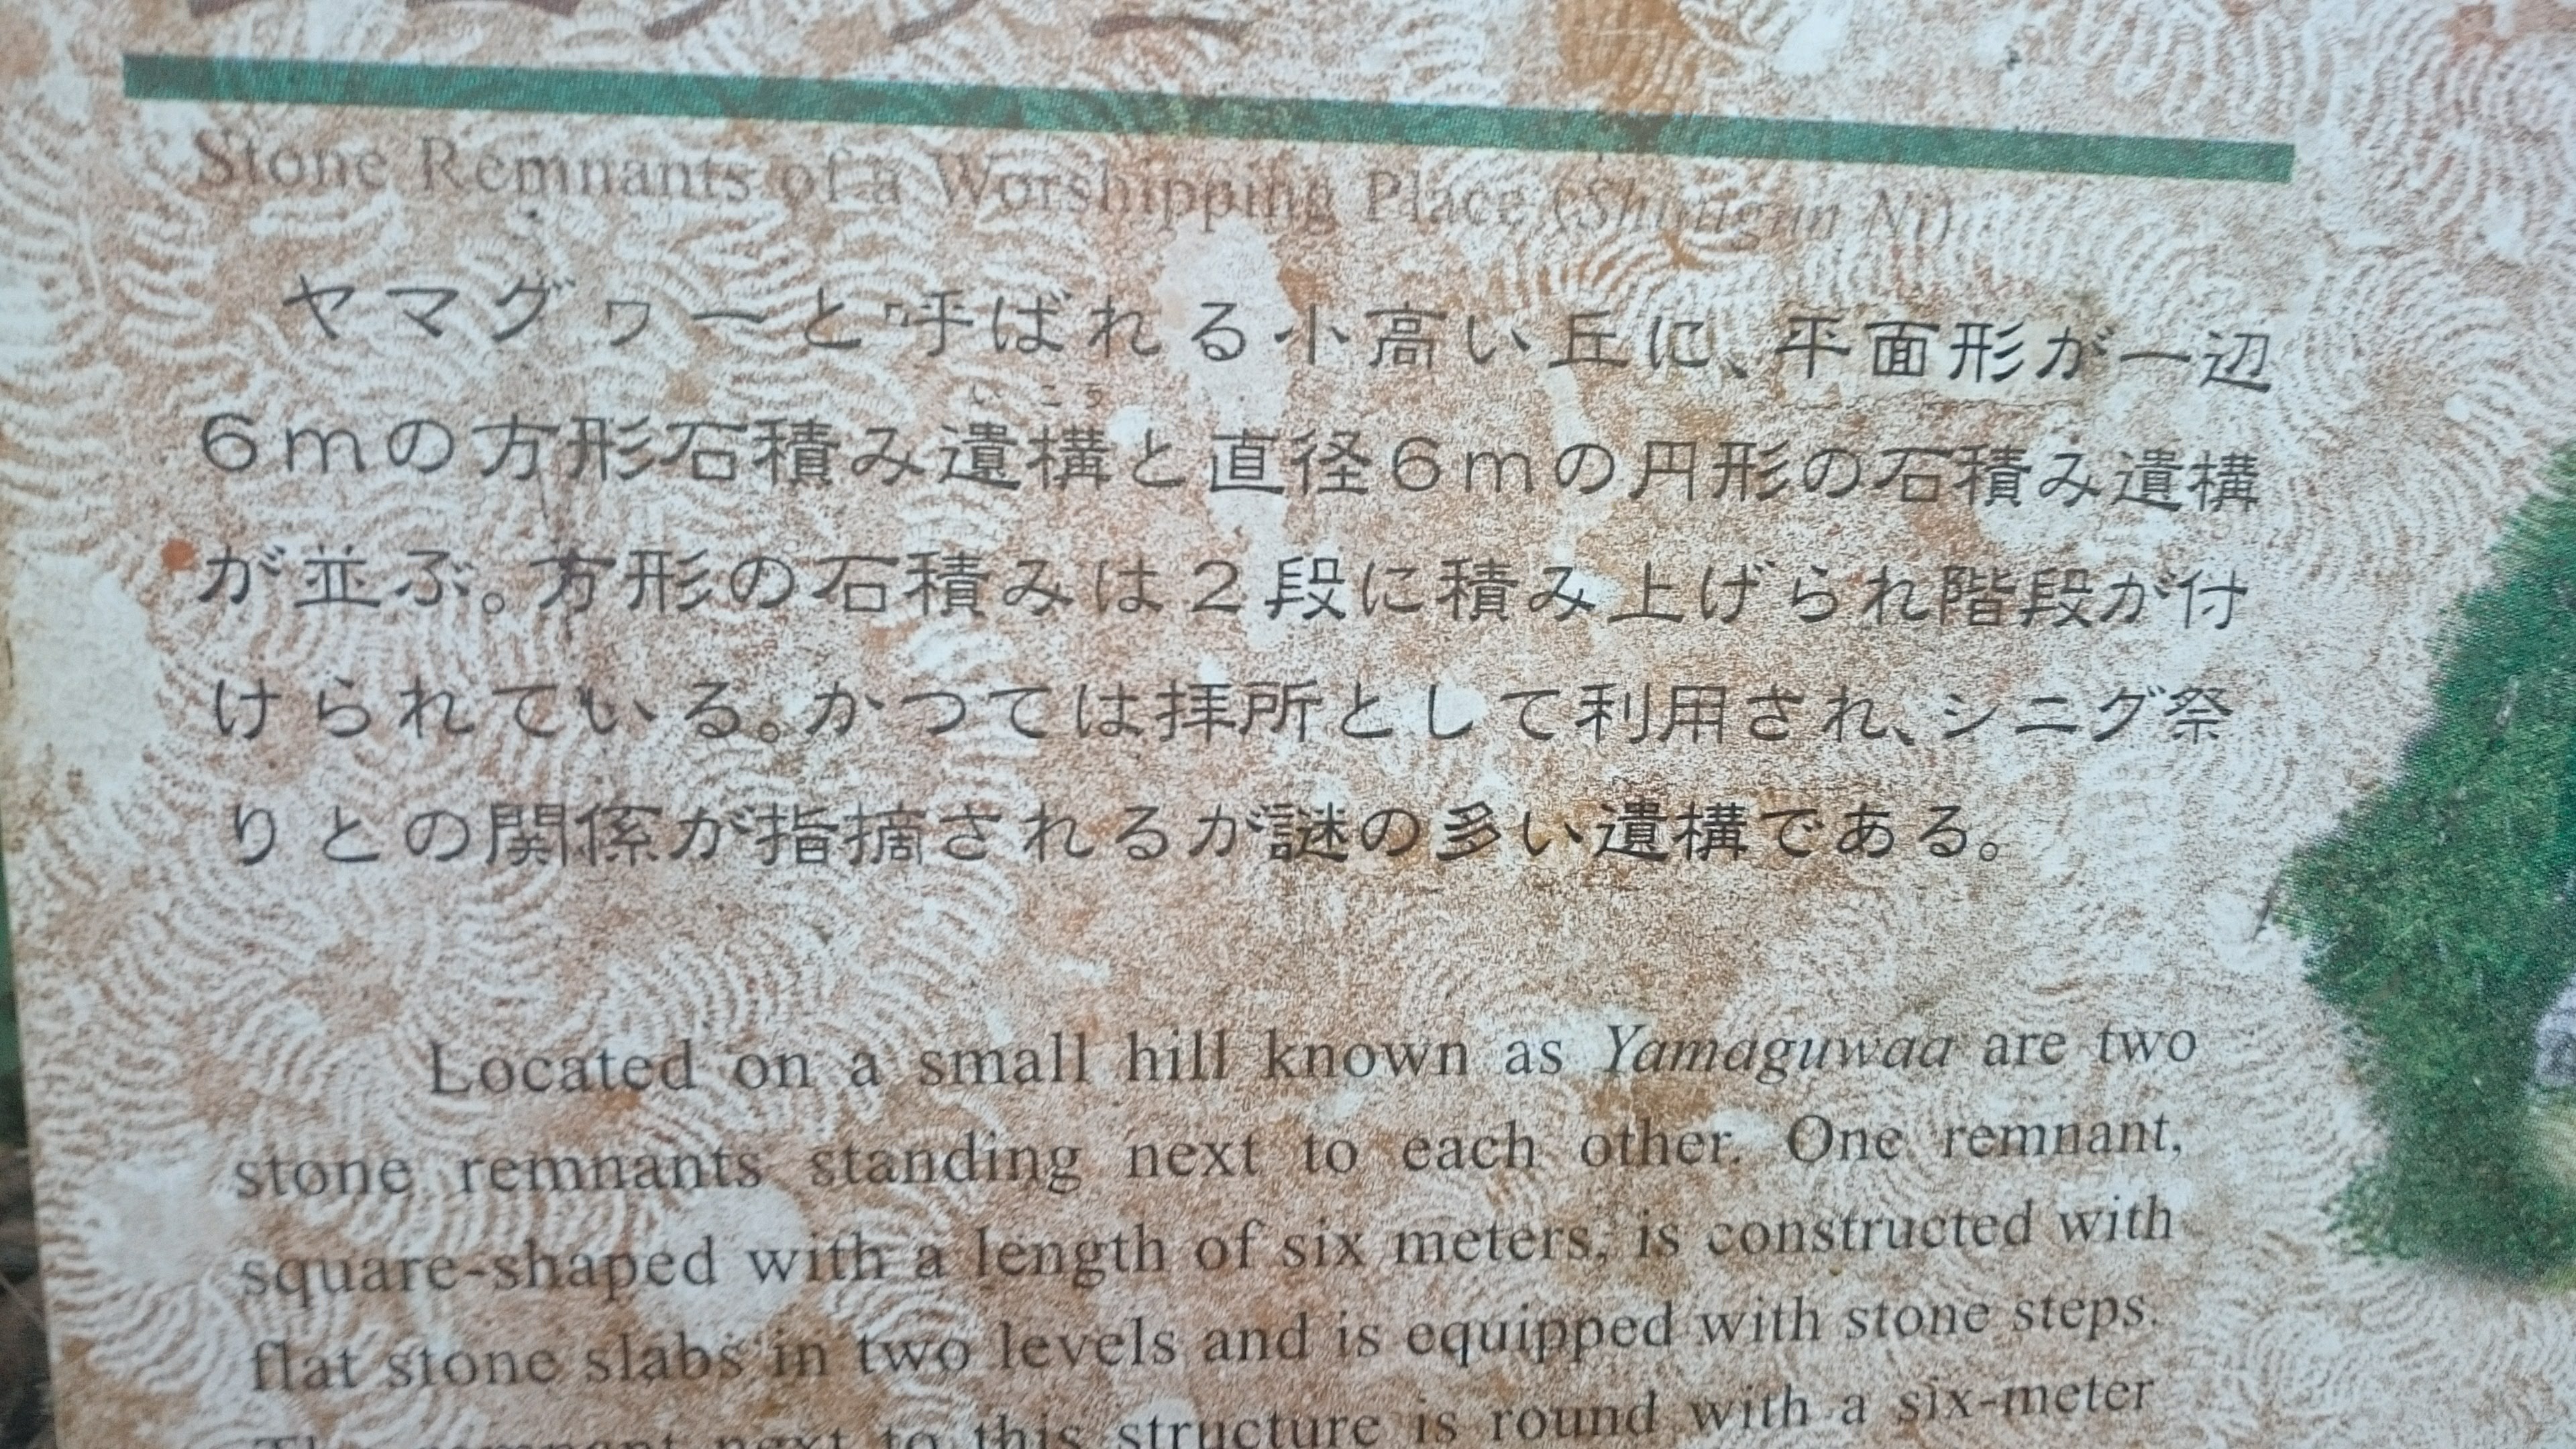 Stone Remnants of a Worshipping Place (Shinugun Ni)
ヤマグヮーと呼ばれる小高い丘に、平面形が一辺
6mの方形石積み遺構と直径6mの円形の石積み遺構
が並ぶ。方形の石積みは2段に積み上げられ階段が付
けられている。かつては拝所として利用され、シニグ祭
りとの関係が指摘されるが謎の多い遺構である。
Located on a small hill known as Yamaguwaa are two
stone remnants standing next to each other. One remnant,
square-shaped with a length of six meters, is constructed with
flat stone slabs in two levels and is equipped with stone steps.
The remnant next to this structure is round with a six-meter